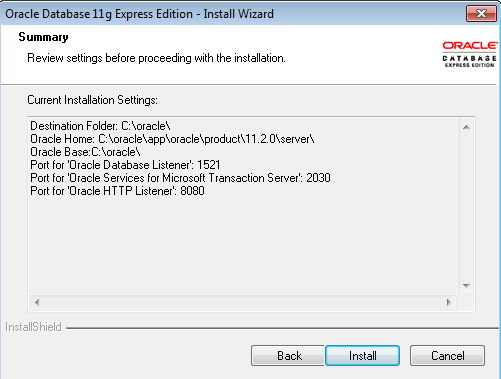 Oracle Database 11g Express Edition - Install Wizard
Summary
Review settings before proceeding with the installation.
ORACLE
DATABASE
EXPRESS EDITION
Current Installation Settings:
Destination Folder: C:\oracle\
Oracle Home: C:\oracle\app\oracle\product\11.2.0\server\
Oracle Base:C:\oracle\
Port for 'Oracle Database Listener': 1521
Port for 'Oracle Services for Microsoft Transaction Server': 2030
Port for 'Oracle HTTP Listener': 8080
InstallShield
Back
Install
Cancel